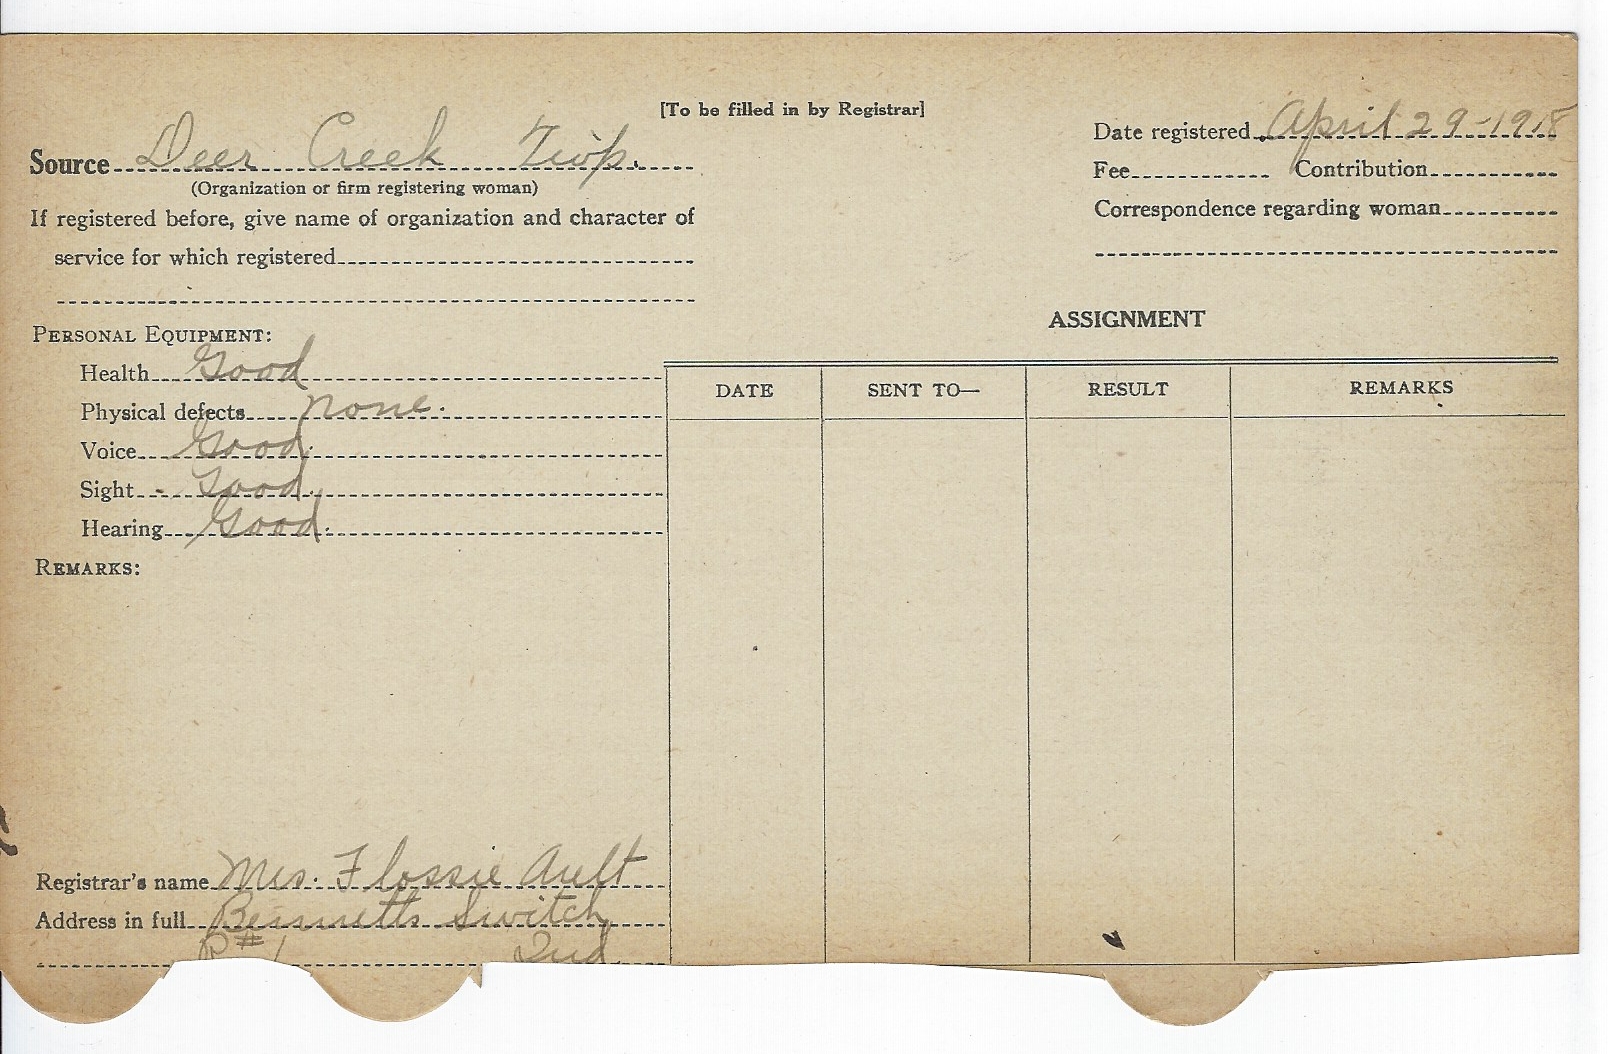 [To be filled in by Registrar]
Source Deer Creek Twp.
(Organization or firm registering woman)
If registered before, give name of organization and character of
service for which registered
Date registered April 29-1918
Fee Contribution
Correspondence regarding woman
PERSONAL EQUIPMENT:
Health Good
Physical defects none.
Voice Good.
Sight - Good.
Hearing Good.
REMARKS:
Registrar's name Mrs. Flossie Ault
Address in full Bennetts Switch
R#1 Ind.
ASSIGNMENT
DATE SENT TO— RESULT REMARKS